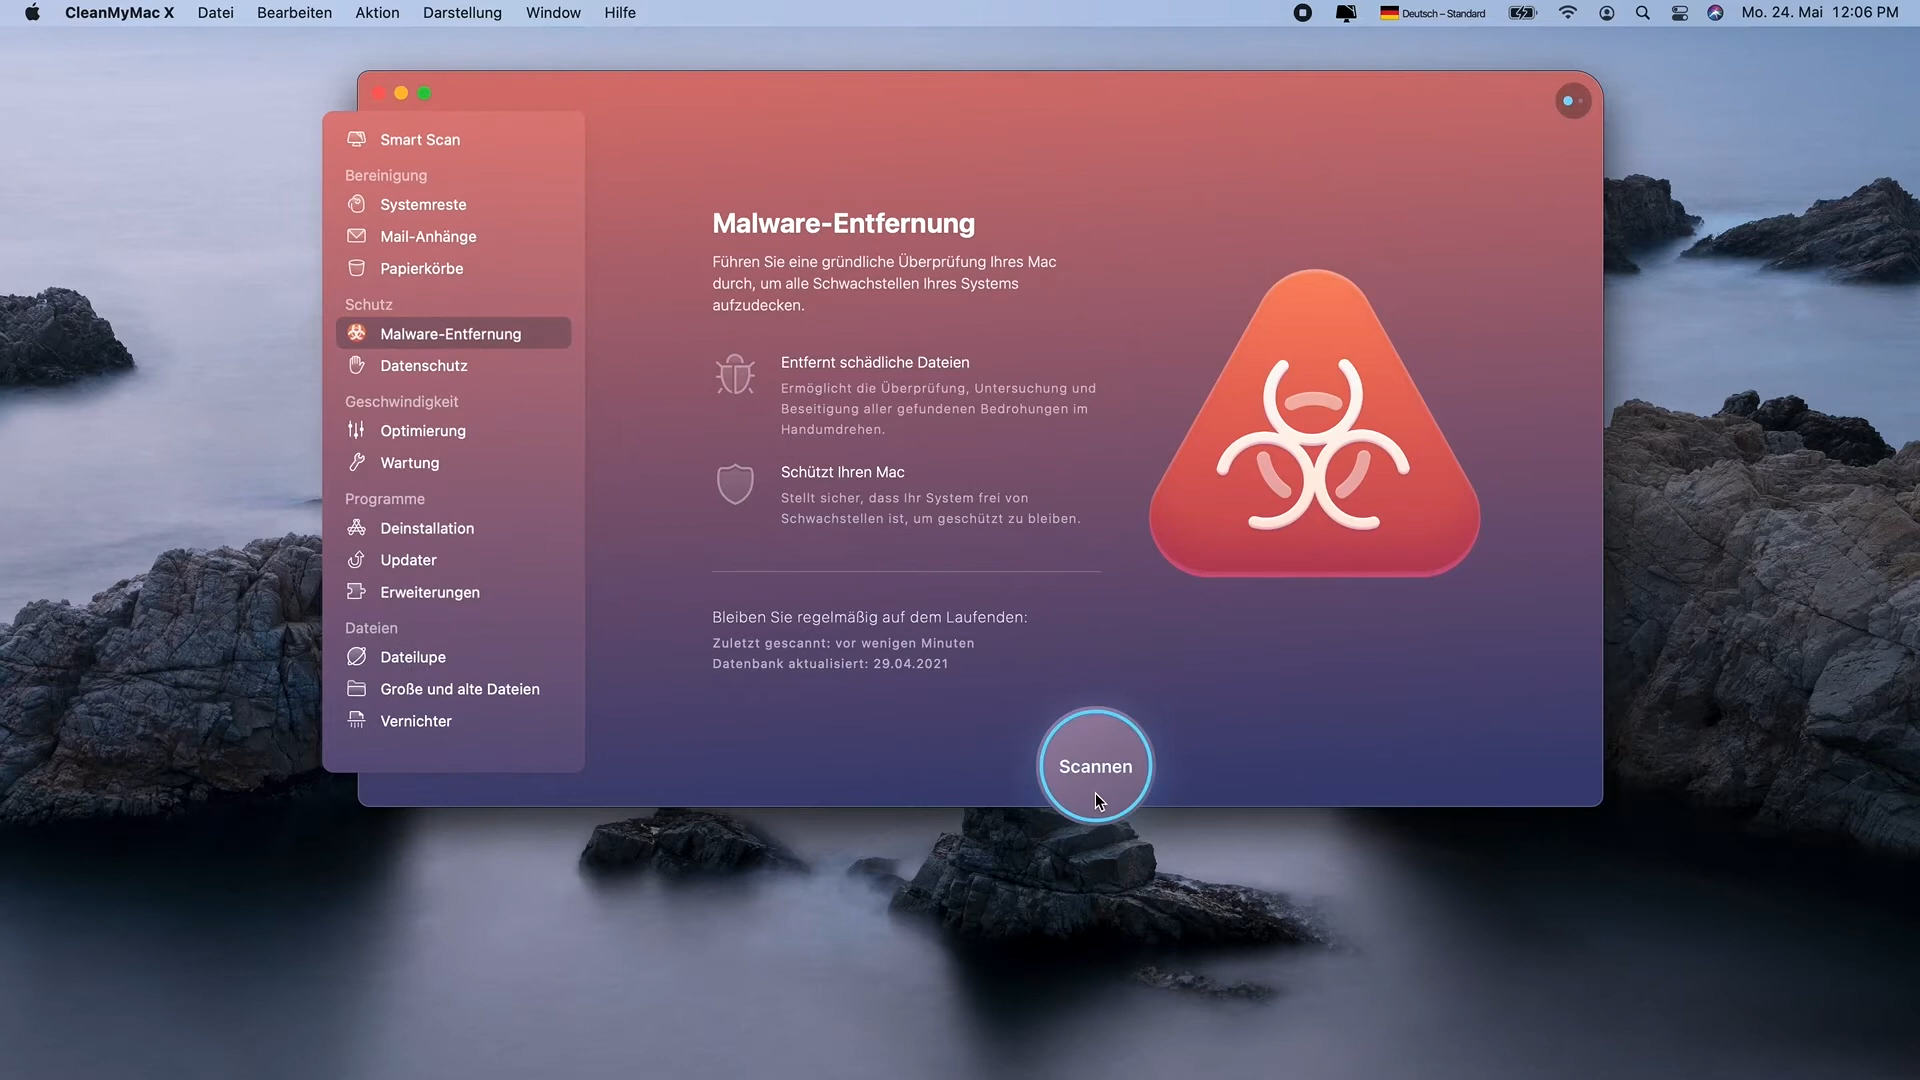 CleanMyMac X Datei Bearbeiten Aktion Darstellung Window Hilfe Deutsch – Standard Mo. 24. Mai 12:06 PM
Smart Scan
Bereinigung
Systemreste
Mail-Anhänge
Papierkörbe
Schutz
Malware-Entfernung
Datenschutz
Geschwindigkeit
Optimierung
Wartung
Programme
Deinstallation
Updater
Erweiterungen
Dateien
Dateilupe
Große und alte Dateien
Vernichter
Malware-Entfernung
Führen Sie eine gründliche Überprüfung Ihres Mac
durch, um alle Schwachstellen Ihres Systems
aufzudecken.
Entfernt schädliche Dateien
Ermöglicht die Überprüfung, Untersuchung und
Beseitigung aller gefundenen Bedrohungen im
Handumdrehen.
Schützt Ihren Mac
Stellt sicher, dass Ihr System frei von
Schwachstellen ist, um geschützt zu bleiben.
Bleiben Sie regelmäßig auf dem Laufenden:
Zuletzt gescannt: vor wenigen Minuten
Datenbank aktualisiert: 29.04.2021
Scannen